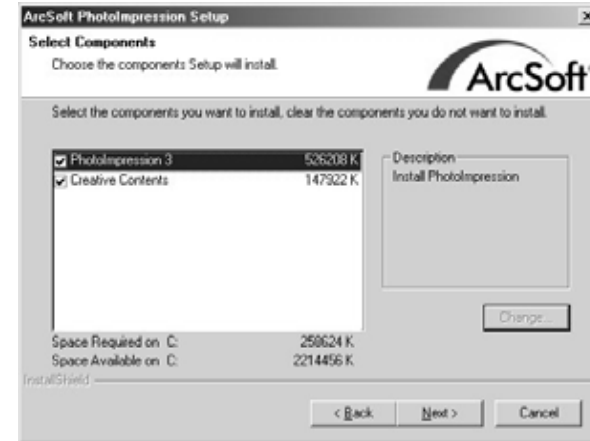 ArcSoft PhotoImpression Setup
Select Components
Choose the components Setup will install.
ArcSoft
Select the components you want to install, clear the components you do not want to install.
PhotoImpression 3 526208 K
Creative Contents 147922 K
Description
Install PhotoImpression
Change...
Space Required on C: 258624 K
Space Available on C: 2214456 K
InstallShield
< Back Next > Cancel